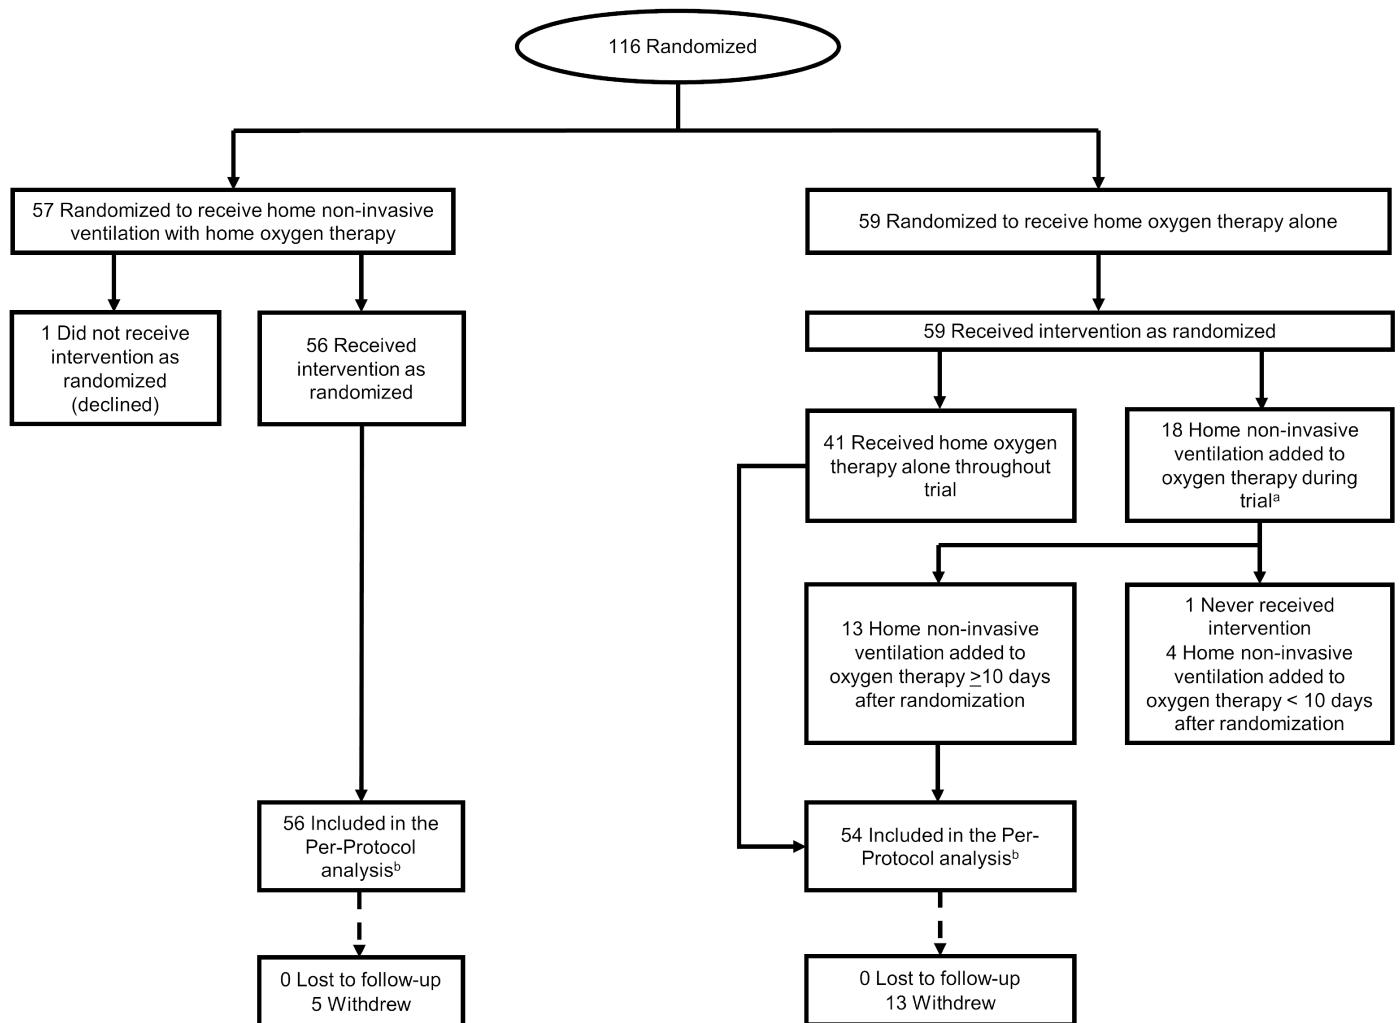 116 Randomized
57 Randomized to receive home non-invasive
ventilation with home oxygen therapy
59 Randomized to receive home oxygen therapy alone
1 Did not receive
intervention as
randomized
(declined)
56 Received
intervention as
randomized
59 Received intervention as randomized
41 Received home oxygen
therapy alone throughout
trial
18 Home non-invasive
ventilation added to
oxygen therapy during
trialᵃ
13 Home non-invasive
ventilation added to
oxygen therapy ≥10 days
after randomization
1 Never received
intervention
4 Home non-invasive
ventilation added to
oxygen therapy < 10 days
after randomization
56 Included in the
Per-Protocol
analysisᵇ
54 Included in the Per-
Protocol analysisᵇ
0 Lost to follow-up
5 Withdrew
0 Lost to follow-up
13 Withdrew